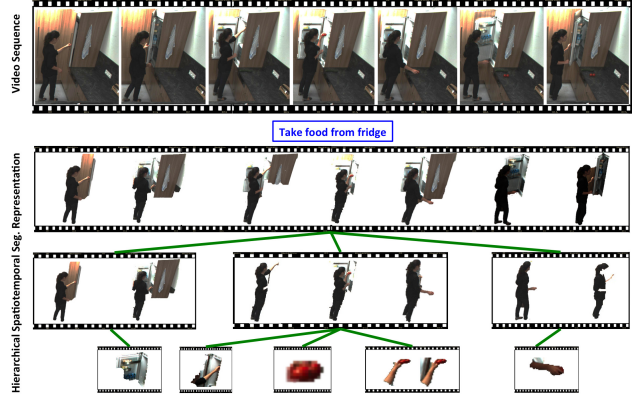 Video Sequence
Take food from fridge
Hierarchical Spatiotemporal Seg. Representation